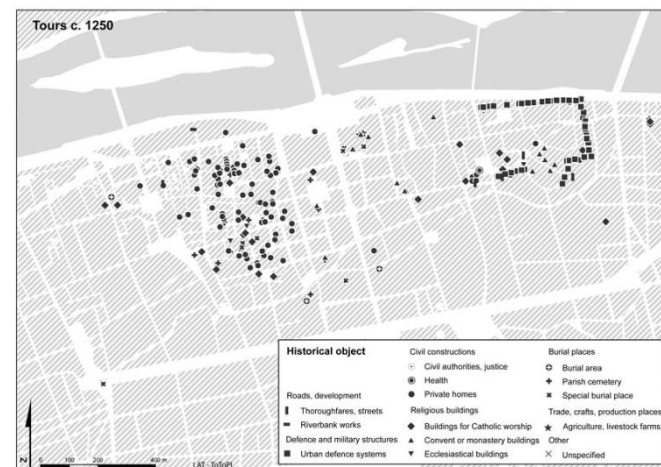 Tours c. 1250
Historical object
Roads, development
Thoroughfares, streets
Riverbank works
Defence and military structures
Urban defence systems
Civil constructions
Civil authorities, justice
Health
Private homes
Religious buildings
Buildings for Catholic worship
Convent or monastery buildings
Ecclesiastical buildings
Burial places
Burial area
Parish cemetery
Special burial place
Trade, crafts, production places
Agriculture, livestock farms
Other
Unspecified
N
0 100 200 400 m
LAT - ToToPI